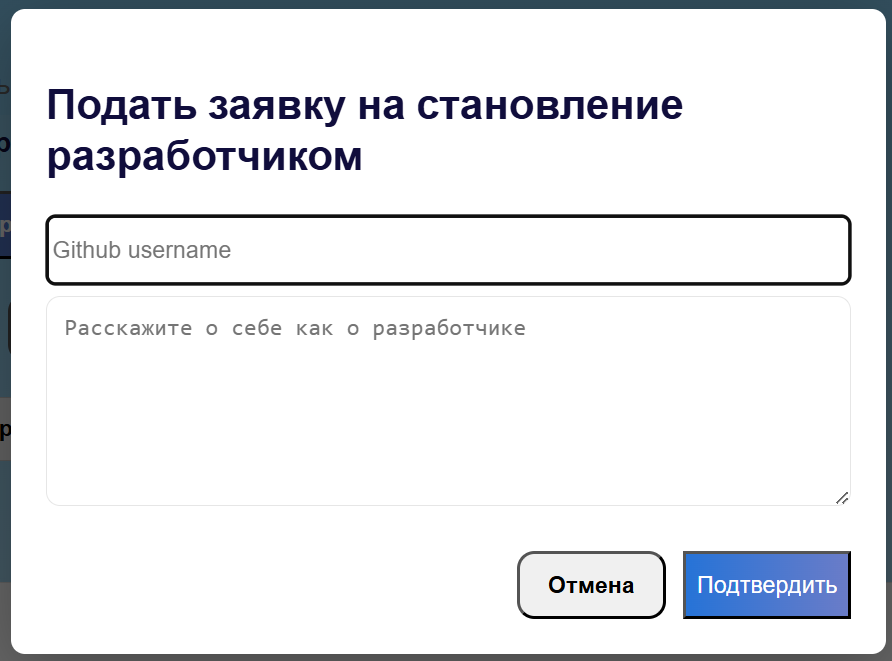 Подать заявку на становление
разработчиком
Github username
Расскажите о себе как о разработчике
Отмена
Подтвердить